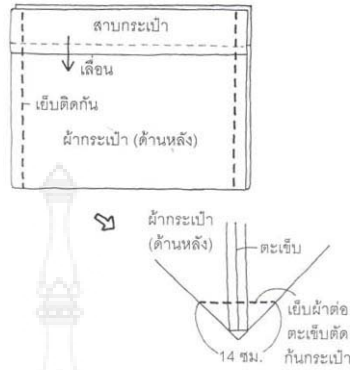 สาบกระเป๋า
เลื่อน
เย็บติดกัน
ผ้ากระเป๋า (ด้านหลัง)
ผ้ากระเป๋า
(ด้านหลัง)
ตะเข็บ
เย็บผ้าต่อ
ตะเข็บตัด
ก้นกระเป๋า
14 ซม.